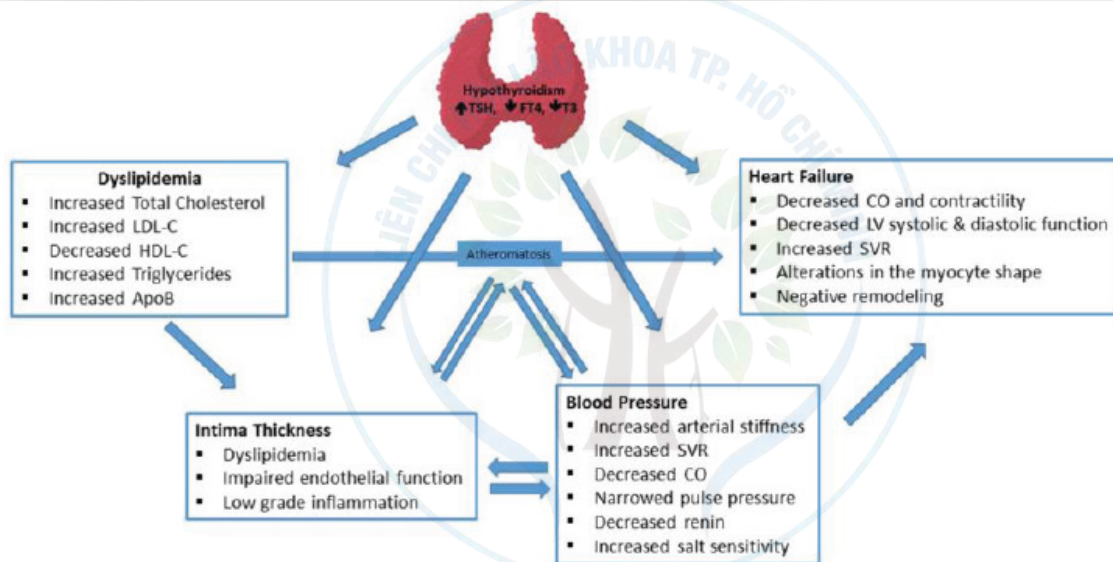 Hypothyroidism
↑TSH, ↓FT4, ↓T3
Dyslipidemia
▪ Increased Total Cholesterol
▪ Increased LDL-C
▪ Decreased HDL-C
▪ Increased Triglycerides
▪ Increased ApoB
Atheromatosis
Heart Failure
▪ Decreased CO and contractility
▪ Decreased LV systolic & diastolic function
▪ Increased SVR
▪ Alterations in the myocyte shape
▪ Negative remodeling
Intima Thickness
▪ Dyslipidemia
▪ Impaired endothelial function
▪ Low grade inflammation
Blood Pressure
▪ Increased arterial stiffness
▪ Increased SVR
▪ Decreased CO
▪ Narrowed pulse pressure
▪ Decreased renin
▪ Increased salt sensitivity
KHOA TP. HỒ CHÍ